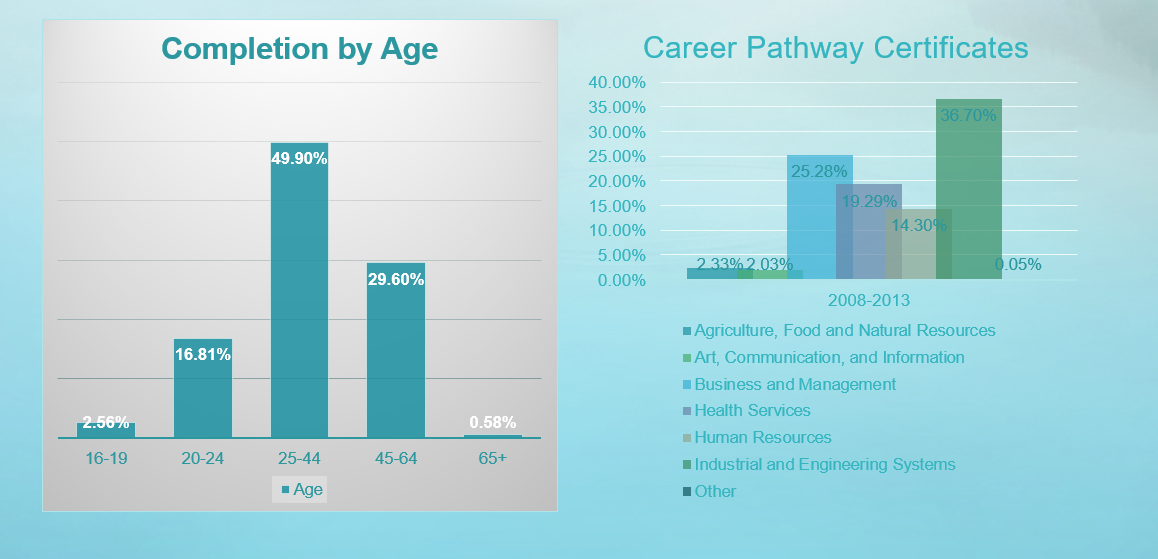 Completion by Age
49.90%
29.60%
16.81%
2.56%
0.58%
16-19 20-24 25-44 45-64 65+
Age
Career Pathway Certificates
40.00%
35.00%
30.00%
25.00%
20.00%
15.00%
10.00%
5.00%
0.00%
36.70%
25.28%
19.29%
14.30%
2.33% 2.03% 0.05%
2008-2013
Agriculture, Food and Natural Resources
Art, Communication, and Information
Business and Management
Health Services
Human Resources
Industrial and Engineering Systems
Other